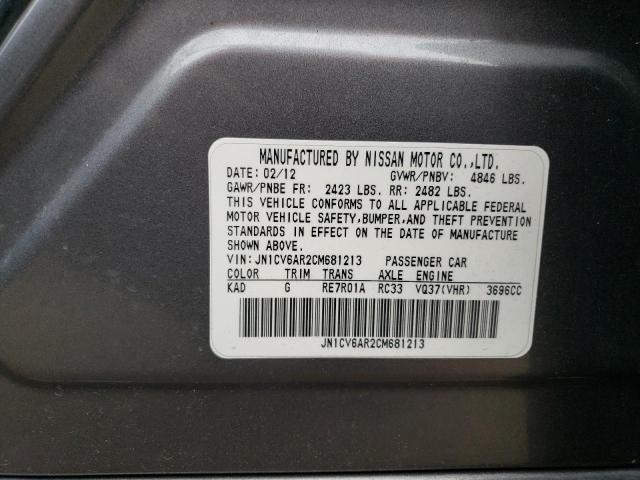 MANUFACTURED BY NISSAN MOTOR CO.,LTD.
DATE: 02/12 GVWR/PNBV: 4846 LBS.
GAWR/PNBE FR: 2423 LBS. RR: 2482 LBS.
THIS VEHICLE CONFORMS TO ALL APPLICABLE FEDERAL
MOTOR VEHICLE SAFETY,BUMPER,AND THEFT PREVENTION
STANDARDS IN EFFECT ON THE DATE OF MANUFACTURE
SHOWN ABOVE.
VIN: JN1CV6AR2CM681213 PASSENGER CAR
COLOR TRIM TRANS AXLE ENGINE
KAD G RE7R01A RC33 VQ37(VHR) 3696CC
JN1CV6AR2CM681213